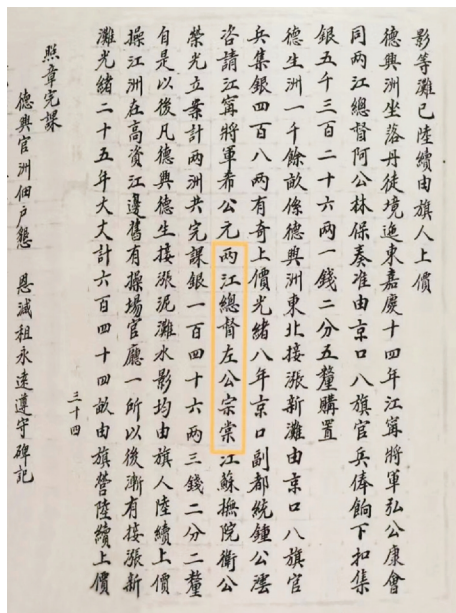 影等灘已陸續由旗人上價
德興洲坐落丹徒境迤東嘉慶十四年江寧將軍弘公康會
同兩江總督阿公林保奏准由京口八旗官兵俸餉下扣集
銀五千三百二十六兩一錢二分五釐購置
德生洲一千餘畝係德興洲東北接漲新灘由京口八旗官
兵集銀四百八兩有奇上價光緒八年京口副都統鍾公濡
咨請江寧將軍希公元兩江總督左公宗棠江蘇撫院衛公
榮光立案計兩洲共完課銀一百四十六兩三錢二分二釐
自是以後凡德興德生接漲泥灘水影均由旗人陸續上價
操江洲在高資江邊舊有操場官廳一所以後漸有接漲新
灘光緒二十五年大丈計六百四十四畝由旗營陸續上價
三十四
照章完課
德興官洲佃戶懇 恩減租永遠遵守碑記